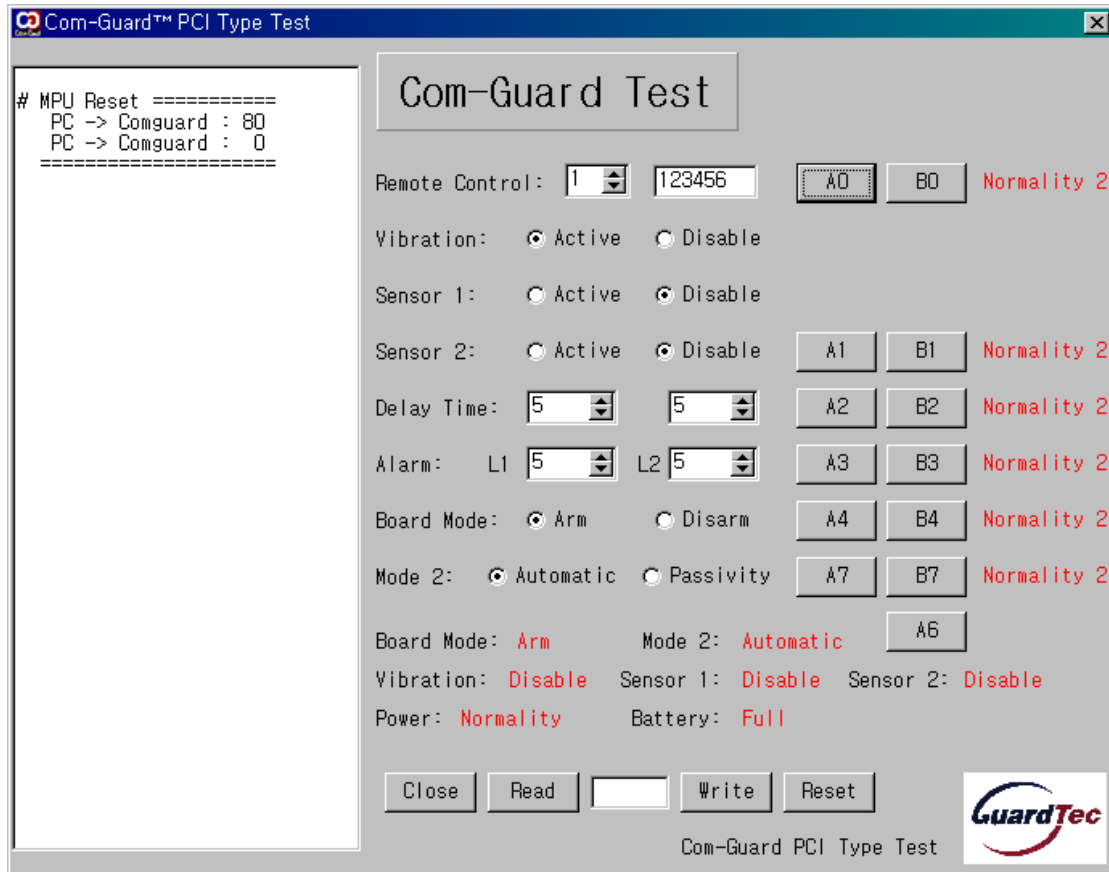 Com-Guard™ PCI Type Test
# MPU Reset ===========
PC -> Comguard : 80
PC -> Comguard : 0
=====================
Com-Guard Test
Remote Control: 1 123456 A0 B0 Normality 2
Vibration: Active Disable
Sensor 1: Active Disable
Sensor 2: Active Disable A1 B1 Normality 2
Delay Time: 5 5 A2 B2 Normality 2
Alarm: L1 5 L2 5 A3 B3 Normality 2
Board Mode: Arm Disarm A4 B4 Normality 2
Mode 2: Automatic Passivity A7 B7 Normality 2
A6
Board Mode: Arm Mode 2: Automatic
Vibration: Disable Sensor 1: Disable Sensor 2: Disable
Power: Normality Battery: Full
Close Read Write Reset
GuardTec
Com-Guard PCI Type Test